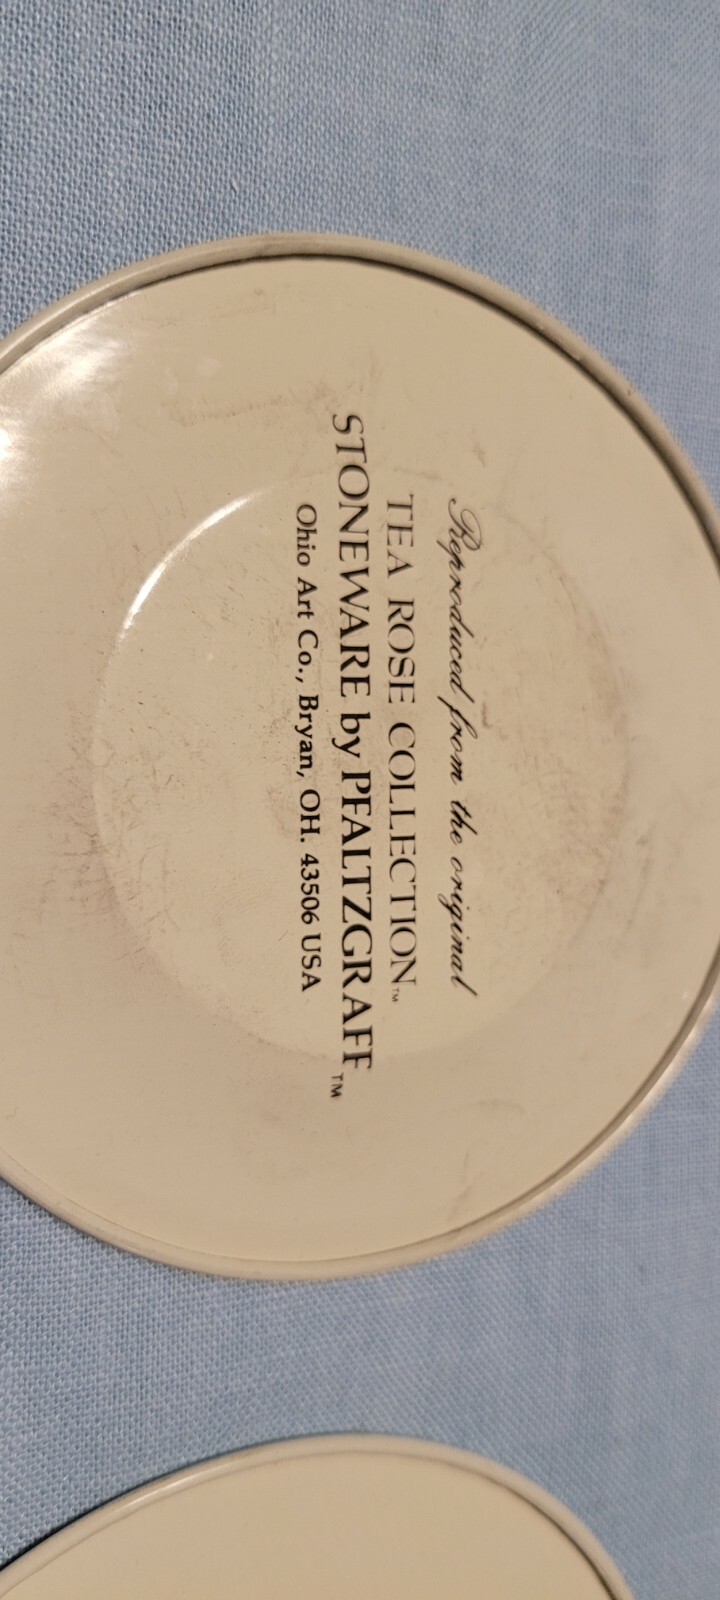 Reproduced from the original
TEA ROSE COLLECTION™
STONEWARE by PFALTZGRAFF™
Ohio Art Co., Bryan, OH. 43506 USA